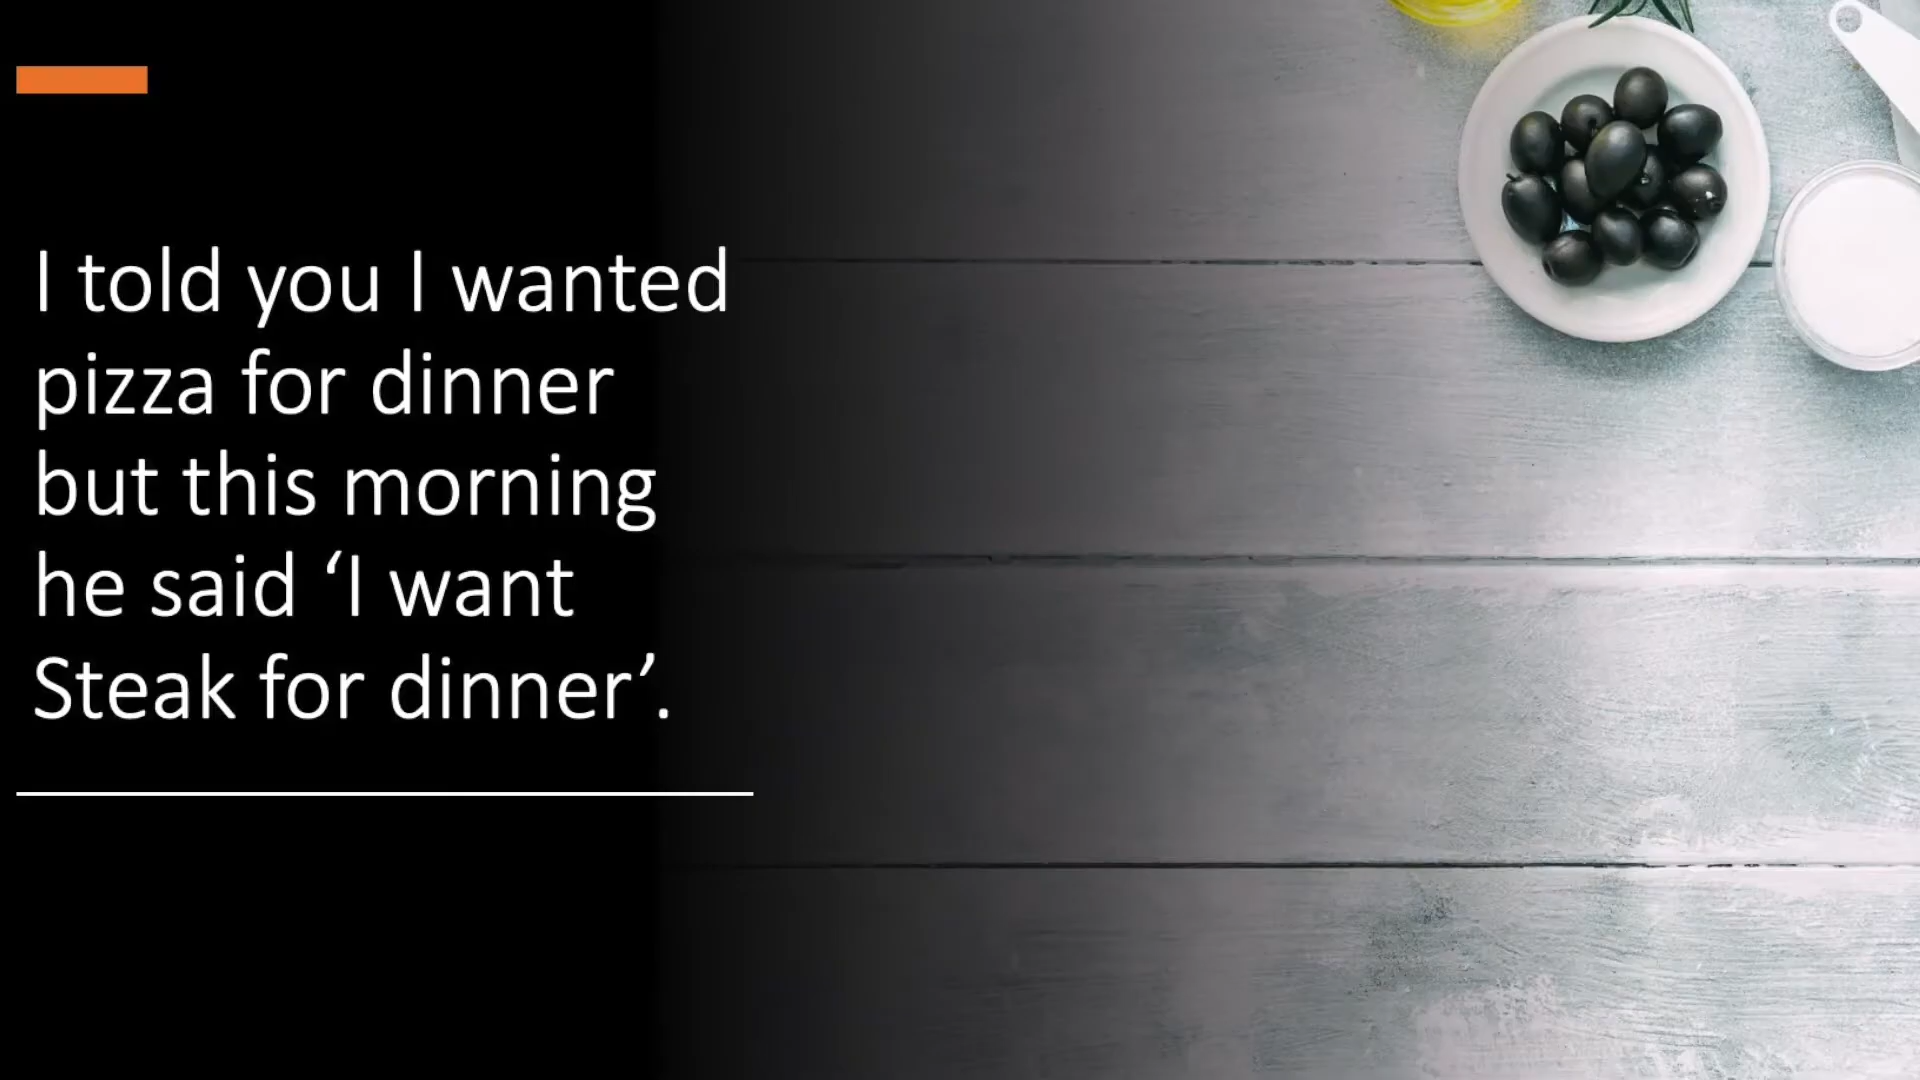 I told you I wanted
pizza for dinner
but this morning
he said ‘I want
Steak for dinner’.